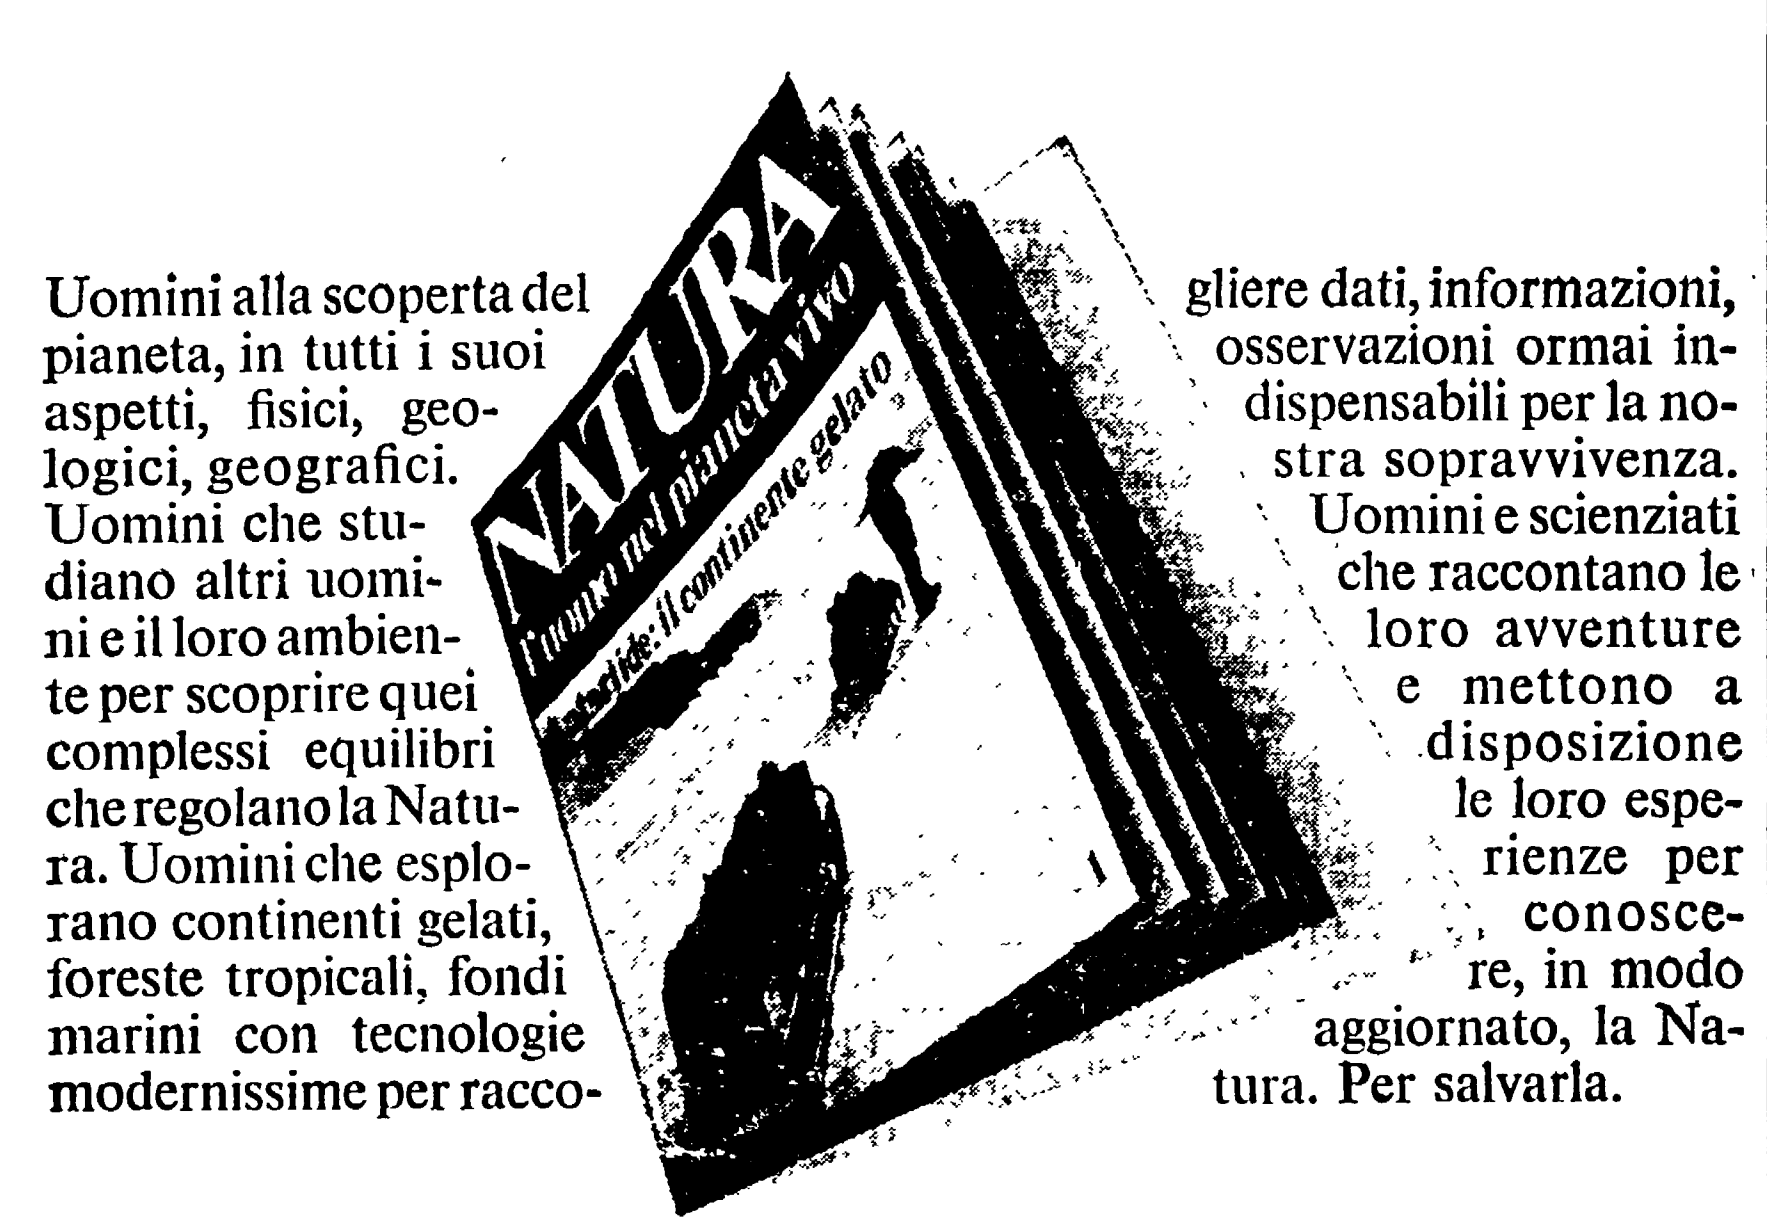 Uomini alla scoperta del
pianeta, in tutti i suoi
aspetti, fisici, geo-
logici, geografici.
Uomini che stu-
diano altri uomi-
ni e il loro ambien-
te per scoprire quei
complessi equilibri
che regolano la Natu-
ra. Uomini che esplo-
rano continenti gelati,
foreste tropicali, fondi
marini con tecnologie
modernissime per racco-
NATURA
l'uomo nel pianeta vivo
il continente gelato
gliere dati, informazioni,
osservazioni ormai in-
dispensabili per la no-
stra sopravvivenza.
Uomini e scienziati
che raccontano le
loro avventure
e mettono a
disposizione
le loro espe-
rienze per
conosce-
re, in modo
aggiornato, la Na-
tura. Per salvarla.